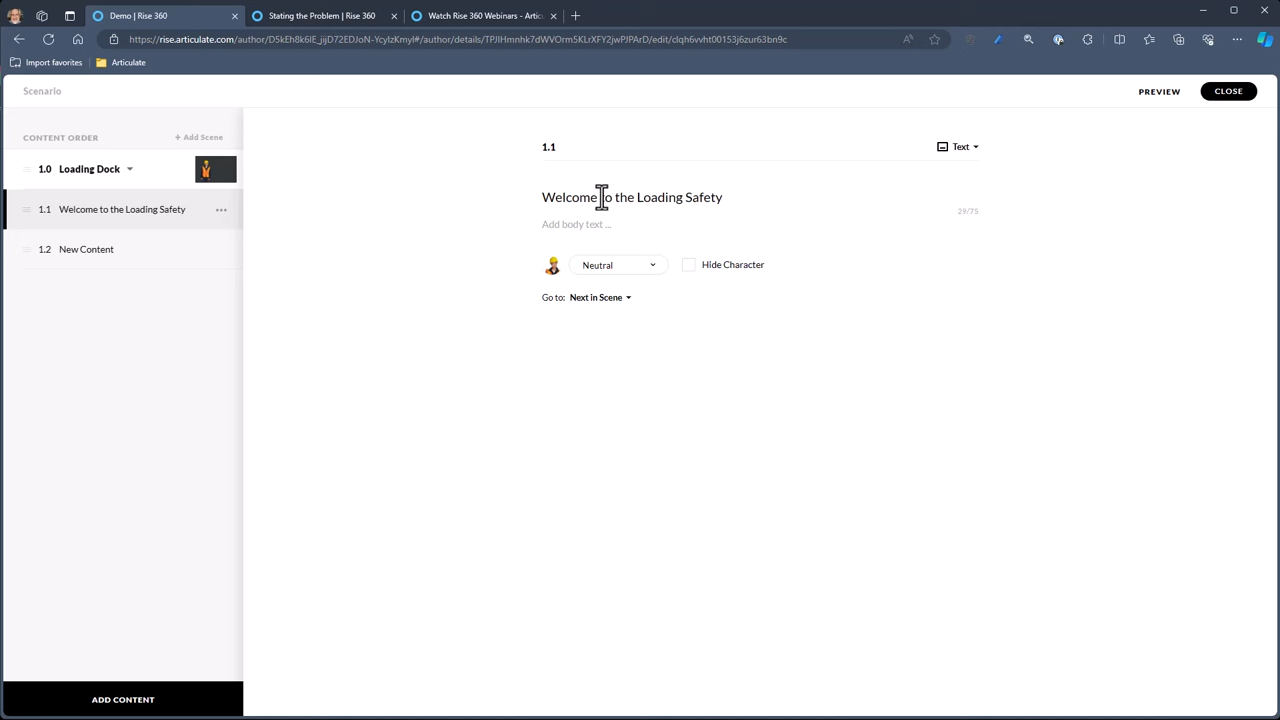 Demo | Rise 360
Stating the Problem | Rise 360
Watch Rise 360 Webinars - Artic
https://rise.articulate.com/author/D5kEh8k6lE_jijD72EDJoN-YcylzKmyl#/author/details/TPJIHmnhk7dWVOrm5KLrXFY2jwPJPArD/edit/clqh6vvht00153j6zur63bn9c
Import favorites
Articulate
Scenario
PREVIEW
CLOSE
CONTENT ORDER
+ Add Scene
1.0 Loading Dock
1.1 Welcome to the Loading Safety
1.2 New Content
ADD CONTENT
1.1
Text
Welcome to the Loading Safety
29/75
Add body text ...
Neutral
Hide Character
Go to: Next in Scene